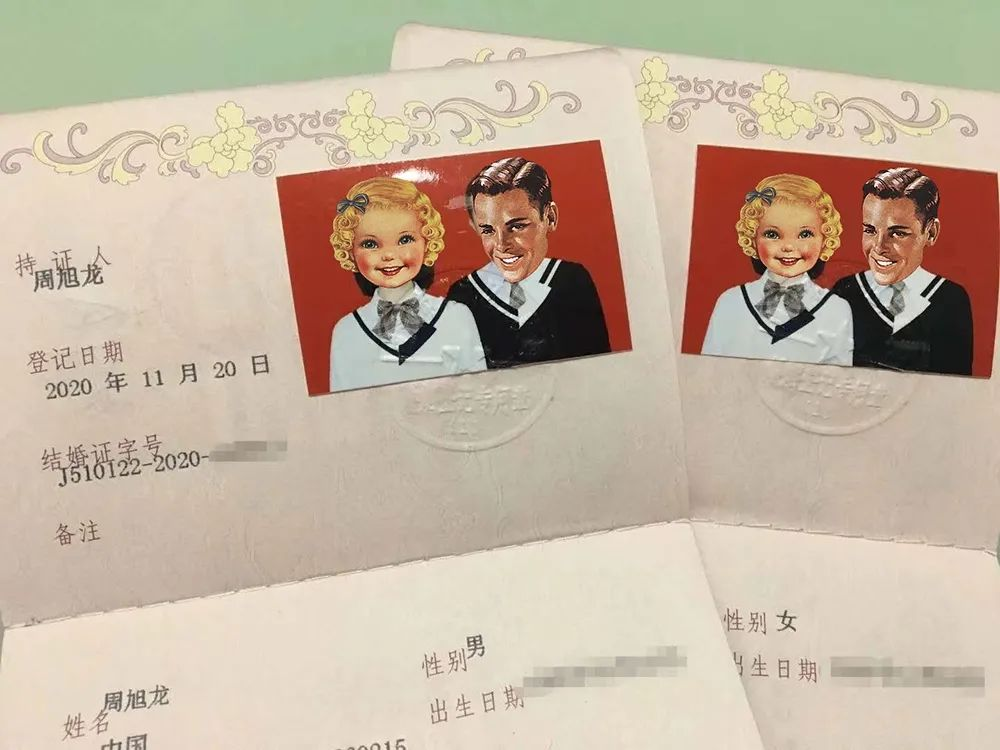 持证人
周旭龙
登记日期
2020 年 11 月 20 日
结婚证字号
J510122-2020-
备注
性别 男
出生日期
姓名 周旭龙
中国
性别 女
出生日期